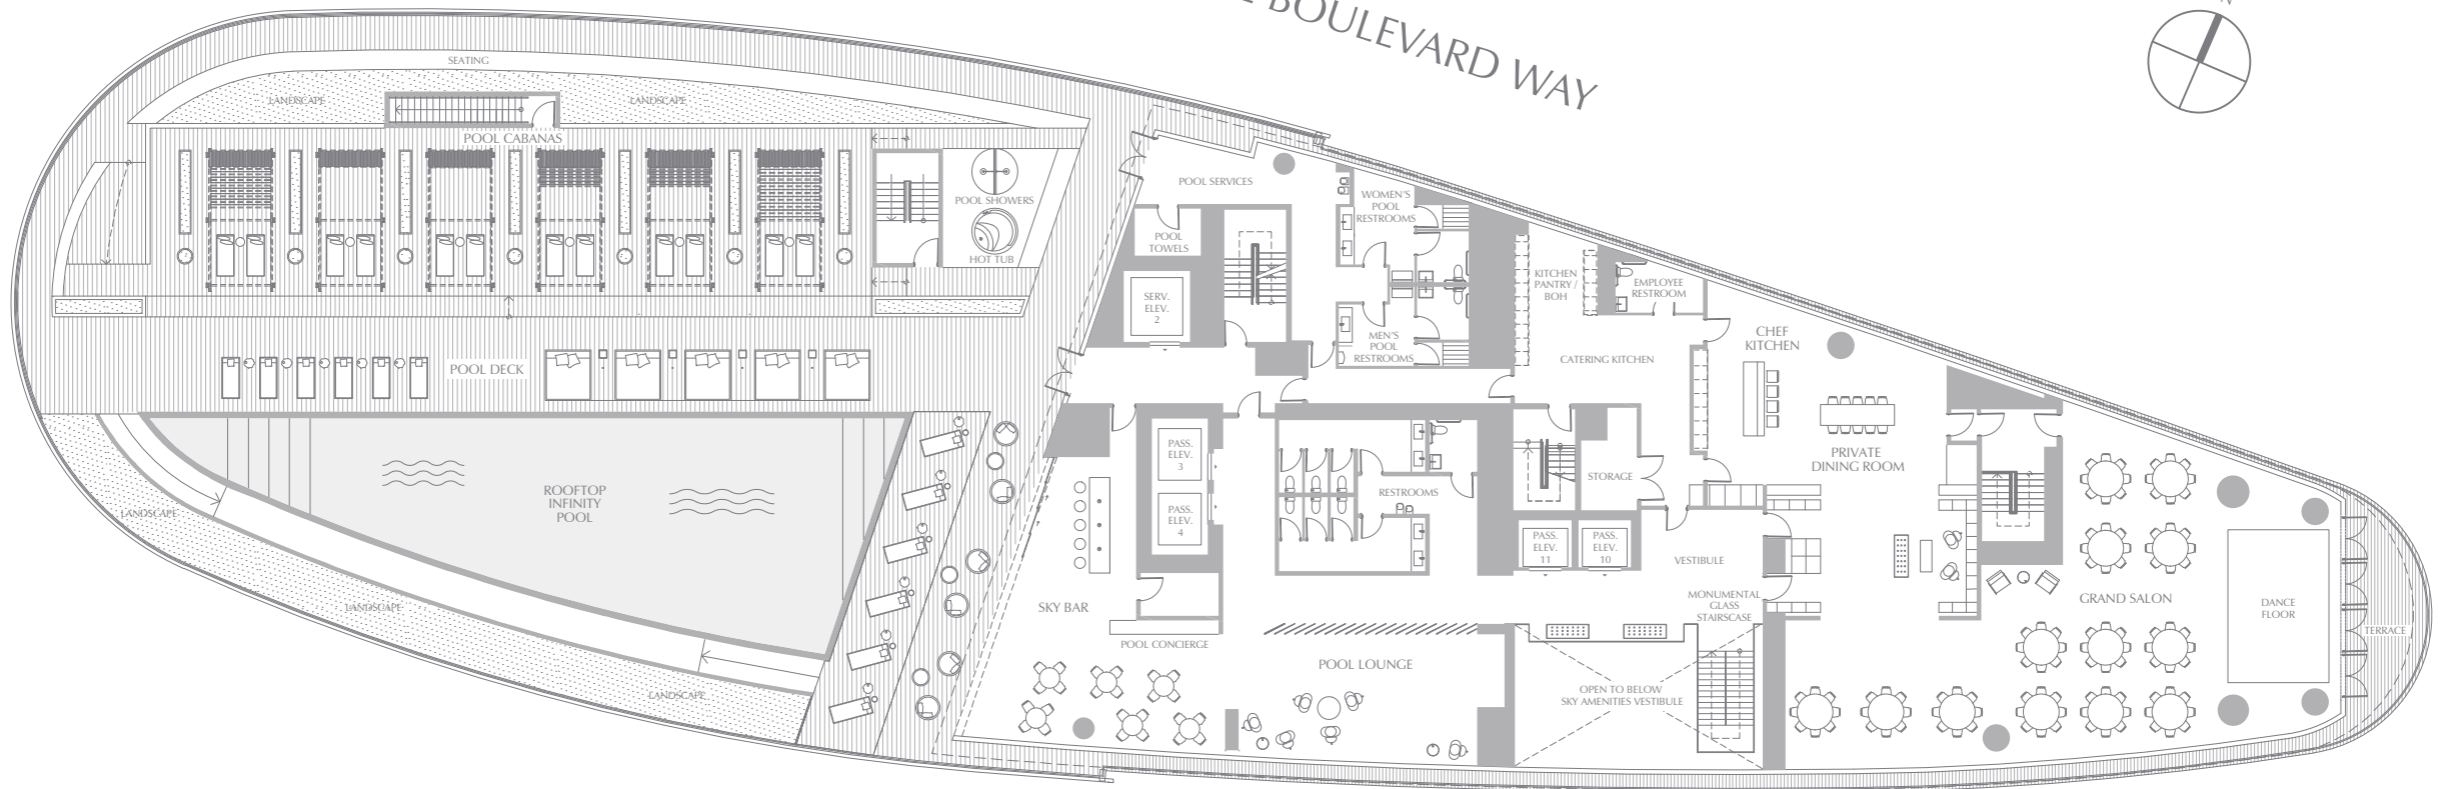 BOULEVARD WAY
N
SEATING
LANDSCAPE
LANDSCAPE
POOL CABANAS
POOL SHOWERS
HOT TUB
POOL DECK
ROOFTOP
INFINITY
POOL
LANDSCAPE
LANDSCAPE
LANDSCAPE
POOL SERVICES
POOL
TOWELS
SERV.
ELEV.
2
WOMEN'S
POOL
RESTROOMS
MEN'S
POOL
RESTROOMS
KITCHEN
PANTRY /
BOH
EMPLOYEE
RESTROOM
CATERING KITCHEN
CHEF
KITCHEN
PRIVATE
DINING ROOM
PASS.
ELEV.
3
PASS.
ELEV.
4
RESTROOMS
STORAGE
PASS.
ELEV.
11
PASS.
ELEV.
10
VESTIBULE
MONUMENTAL
GLASS
STAIRSCASE
SKY BAR
POOL CONCIERGE
POOL LOUNGE
OPEN TO BELOW
SKY AMENITIES VESTIBULE
GRAND SALON
DANCE
FLOOR
TERRACE